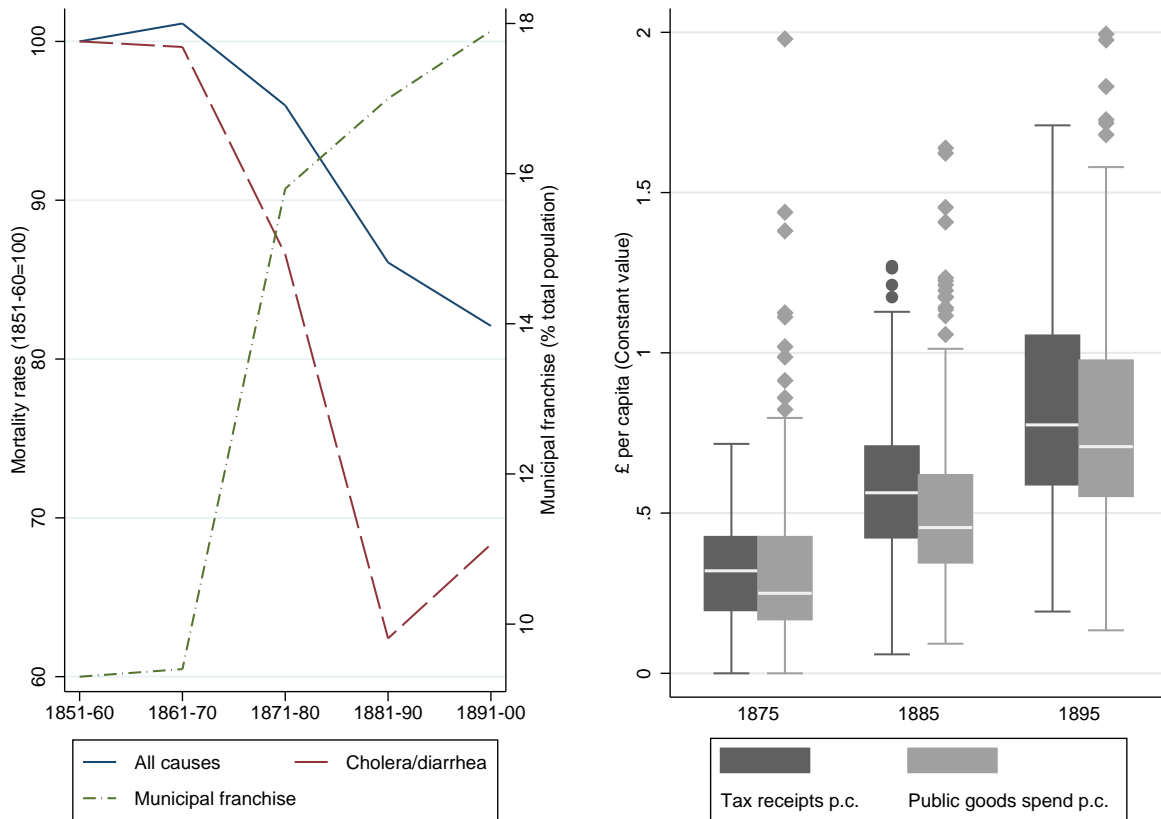 Mortality rates (1851-60=100)
100
90
80
70
60
18
16
14
12
10
Municipal franchise (% total population)
1851-60 1861-70 1871-80 1881-90 1891-00
All causes Cholera/diarrhea
Municipal franchise
£ per capita (Constant value)
2
1.5
1
.5
0
1875 1885 1895
Tax receipts p.c. Public goods spend p.c.